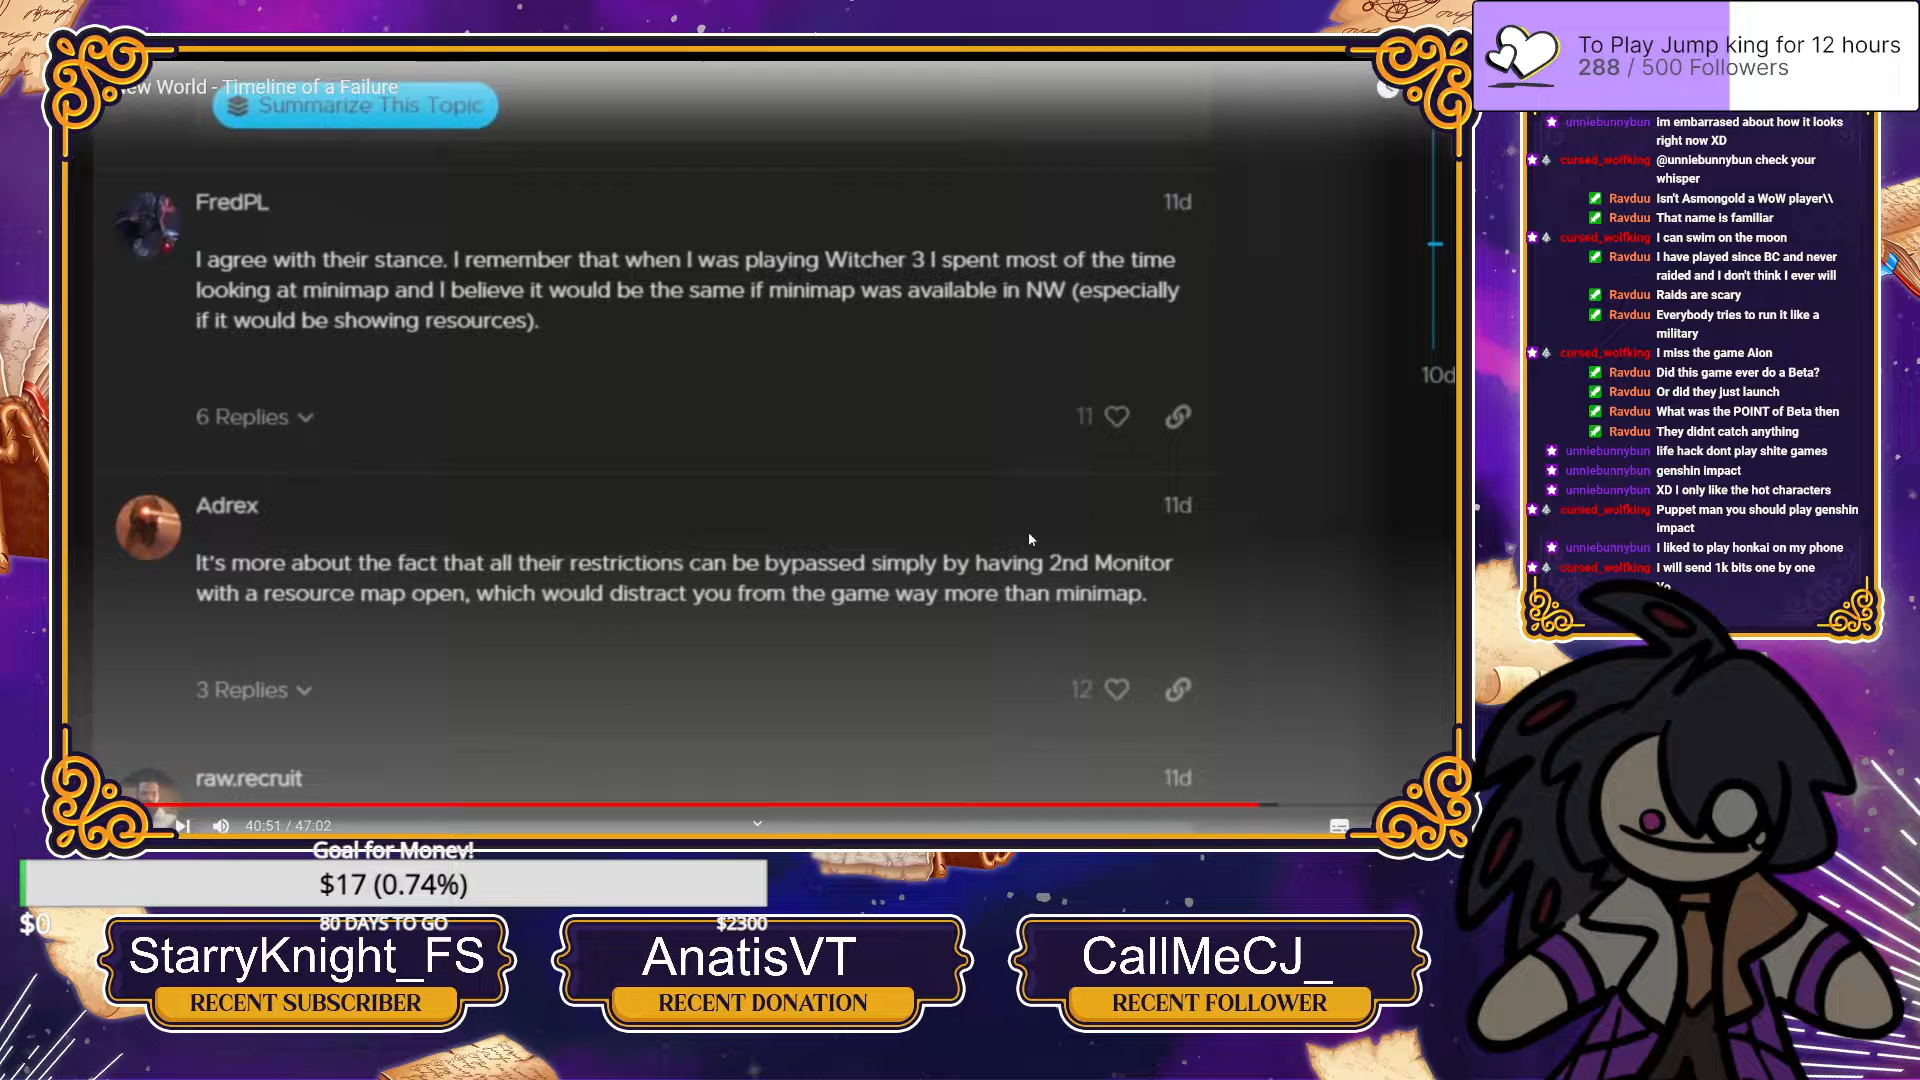 To Play Jump king for 12 hours
288 / 500 Followers
ew World - Timeline of a Failure
Summarize This Topic
FredPL
11d
I agree with their stance. I remember that when I was playing Witcher 3 I spent most of the time
looking at minimap and I believe it would be the same if minimap was available in NW (especially
if it would be showing resources).
10d
6 Replies
11
Adrex
11d
It's more about the fact that all their restrictions can be bypassed simply by having 2nd Monitor
with a resource map open, which would distract you from the game way more than minimap.
3 Replies
12
raw.recruit
11d
40:51 / 47:02
unniebunnybun im embarrased about how it looks
right now XD
cursed_wolfking @unniebunnybun check your
whisper
Ravduu Isn't Asmongold a WoW player\\
Ravduu That name is familiar
cursed_wolfking I can swim on the moon
Ravduu I have played since BC and never
raided and I don't think I ever will
Ravduu Raids are scary
Ravduu Everybody tries to run it like a
military
cursed_wolfking I miss the game Alon
Ravduu Did this game ever do a Beta?
Ravduu Or did they just launch
Ravduu What was the POINT of Beta then
Ravduu They didnt catch anything
unniebunnybun life hack dont play shite games
unniebunnybun genshin impact
unniebunnybun XD I only like the hot characters
cursed_wolfking Puppet man you should play genshin
impact
unniebunnybun I liked to play honkai on my phone
cursed_wolfking I will send 1k bits one by one
Yo
Goal for Money!
$17 (0.74%)
$0
80 DAYS TO GO
$2300
StarryKnight_FS
RECENT SUBSCRIBER
AnatisVT
RECENT DONATION
CallMeCJ_
RECENT FOLLOWER